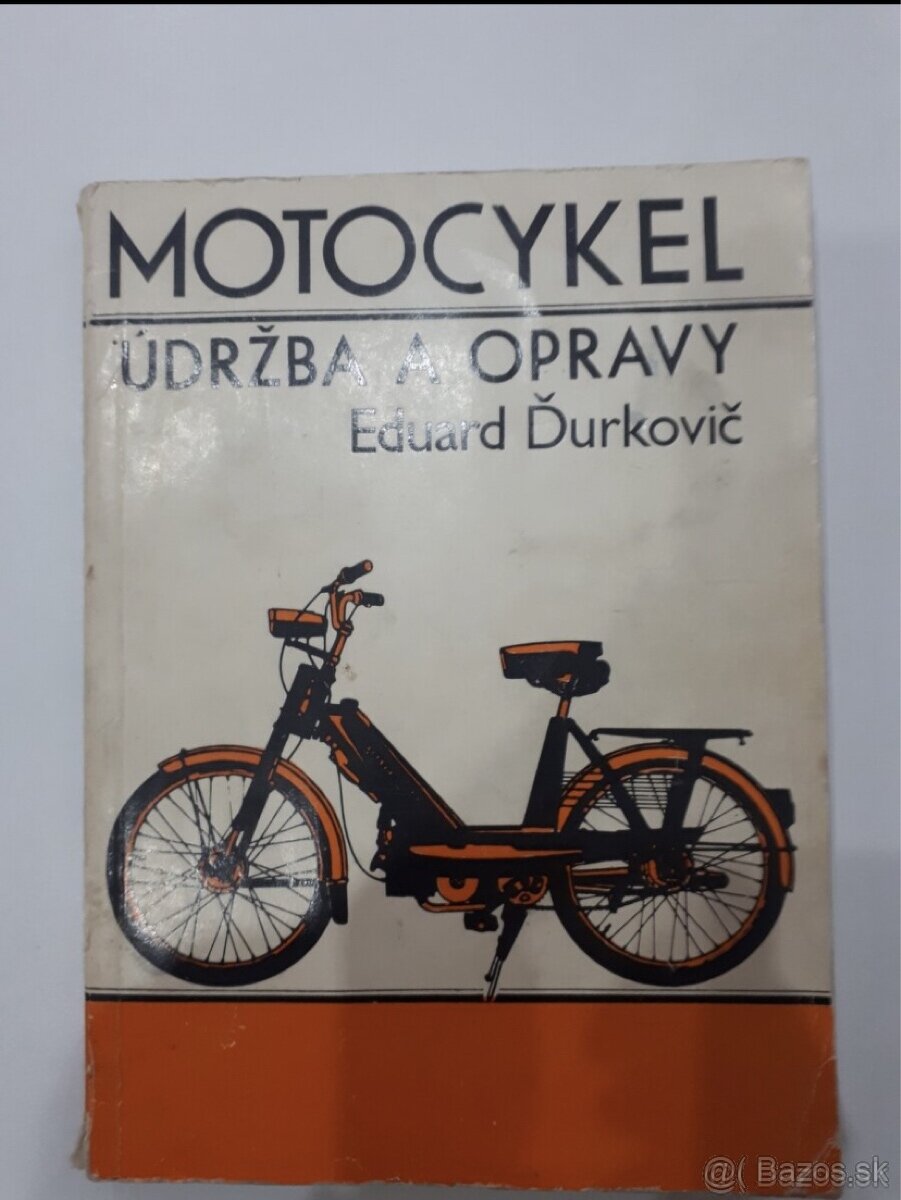 MOTOCYKEL
ÚDRŽBA A OPRAVY
Eduard Ďurkovič
@( Bazos.sk